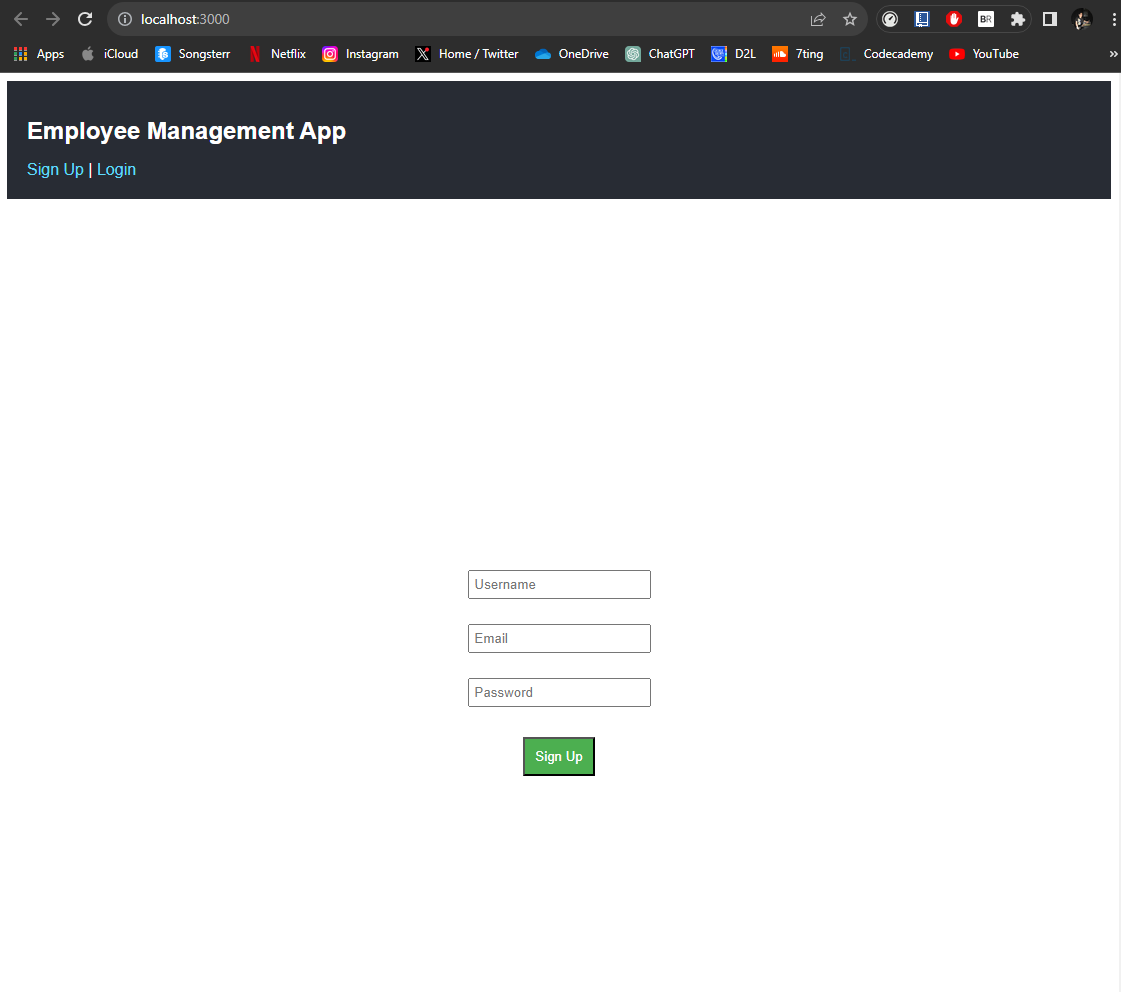 localhost:3000
BR
Apps iCloud Songsterr Netflix Instagram Home / Twitter OneDrive ChatGPT D2L 7ting Codecademy YouTube »
Employee Management App
Sign Up | Login
Username
Email
Password
Sign Up